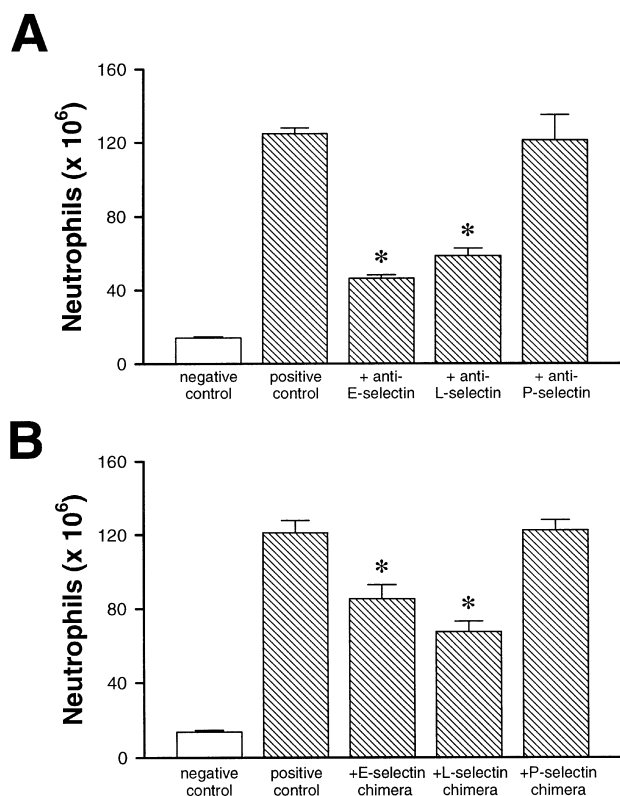 A
160
120
80
40
0
Neutrophils (x 10⁶)
*
*
negative control
positive control
+ anti-E-selectin
+ anti-L-selectin
+ anti-P-selectin
B
160
120
80
40
0
Neutrophils (x 10⁶)
*
*
negative control
positive control
+E-selectin chimera
+L-selectin chimera
+P-selectin chimera